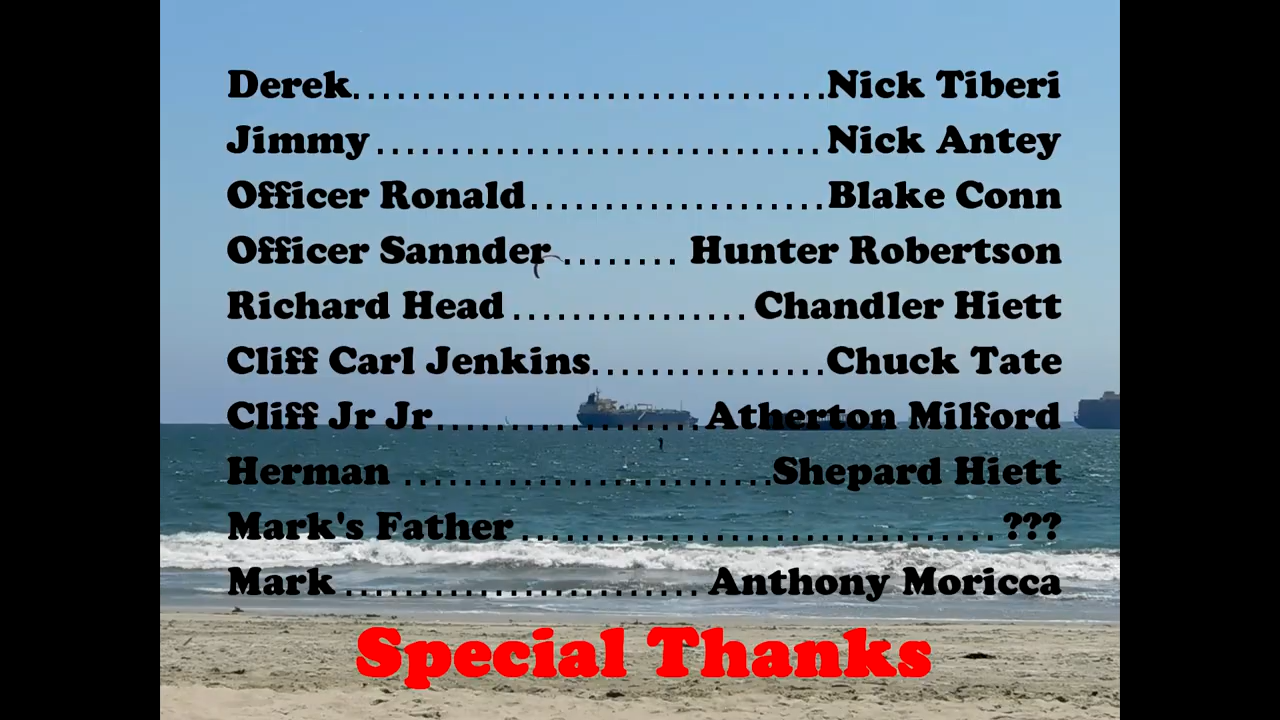 Derek................................Nick Tiberi
Jimmy ..............................Nick Antey
Officer Ronald....................Blake Conn
Officer Sannder ........ Hunter Robertson
Richard Head ................ Chandler Hiett
Cliff Carl Jenkins................Chuck Tate
Cliff Jr Jr.................. Atherton Milford
Herman .........................Shepard Hiett
Mark's Father................................ ???
Mark ........................ Anthony Moricca
Special Thanks